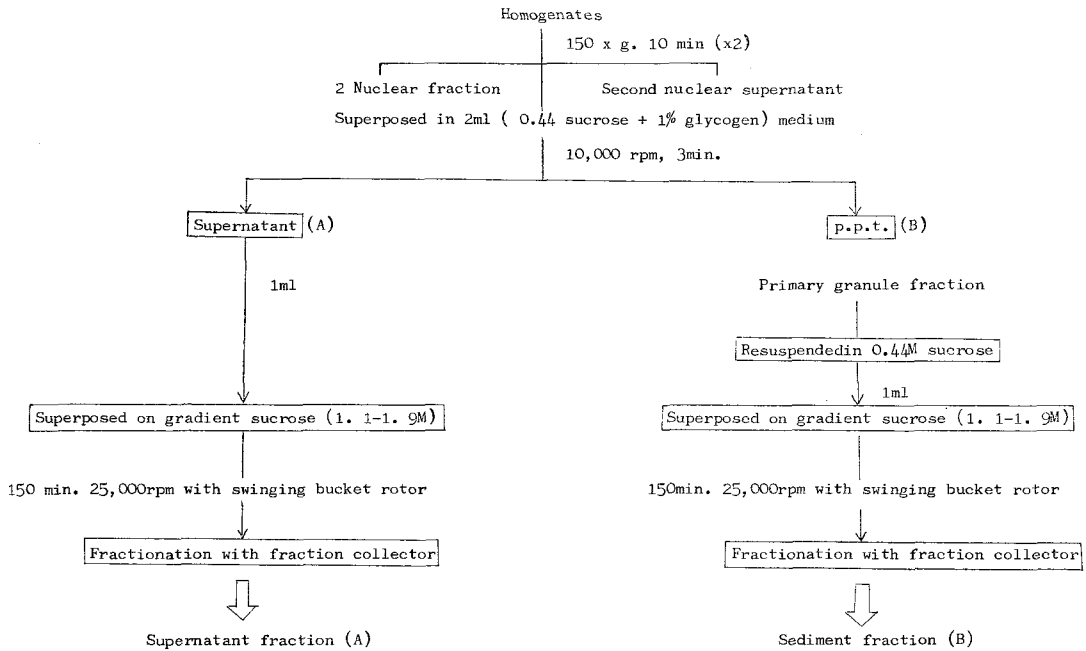 Homogenates
150 x g. 10 min (x2)
2 Nuclear fraction
Second nuclear supernatant
Superposed in 2ml ( 0.44 sucrose + 1% glycogen) medium
10,000 rpm, 3min.
Supernatant (A)
p.p.t. (B)
1ml
Primary granule fraction
Resuspendedin 0.44M sucrose
1ml
Superposed on gradient sucrose (1. 1-1. 9M)
Superposed on gradient sucrose (1. 1-1. 9M)
150 min. 25,000rpm with swinging bucket rotor
150min. 25,000rpm with swinging bucket rotor
Fractionation with fraction collector
Fractionation with fraction collector
Supernatant fraction (A)
Sediment fraction (B)